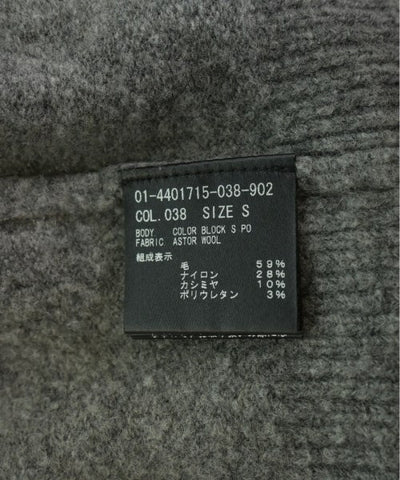 01-4401715-038-902
COL.038 SIZE S
BODY COLOR BLOCK S PO
FABRIC ASTOR WOOL
組成表示
毛 59%
ナイロン 28%
カシミヤ 10%
ポリウレタン 3%